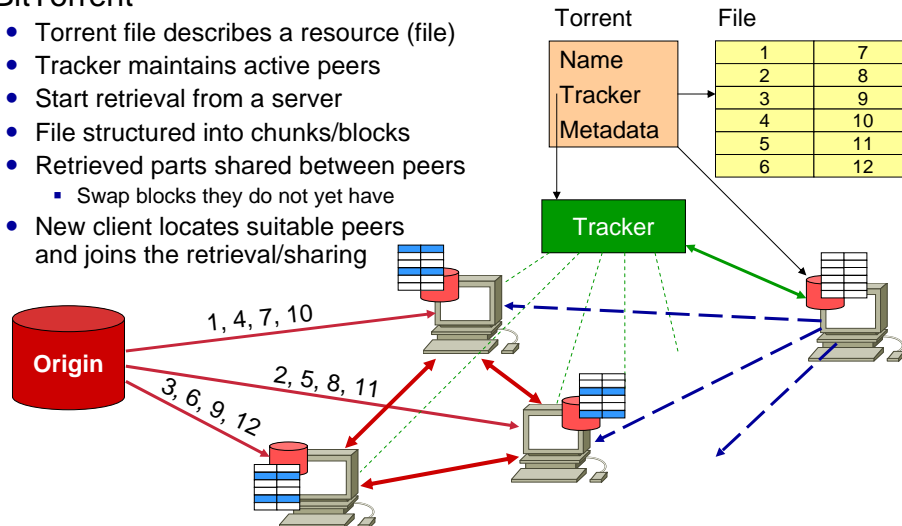 BitTorrent
• Torrent file describes a resource (file)
• Tracker maintains active peers
• Start retrieval from a server
• File structured into chunks/blocks
• Retrieved parts shared between peers
▪ Swap blocks they do not yet have
• New client locates suitable peers
and joins the retrieval/sharing
Torrent
File
Name
Tracker
Metadata
1 7
2 8
3 9
4 10
5 11
6 12
Tracker
Origin
1, 4, 7, 10
2, 5, 8, 11
3, 6, 9, 12